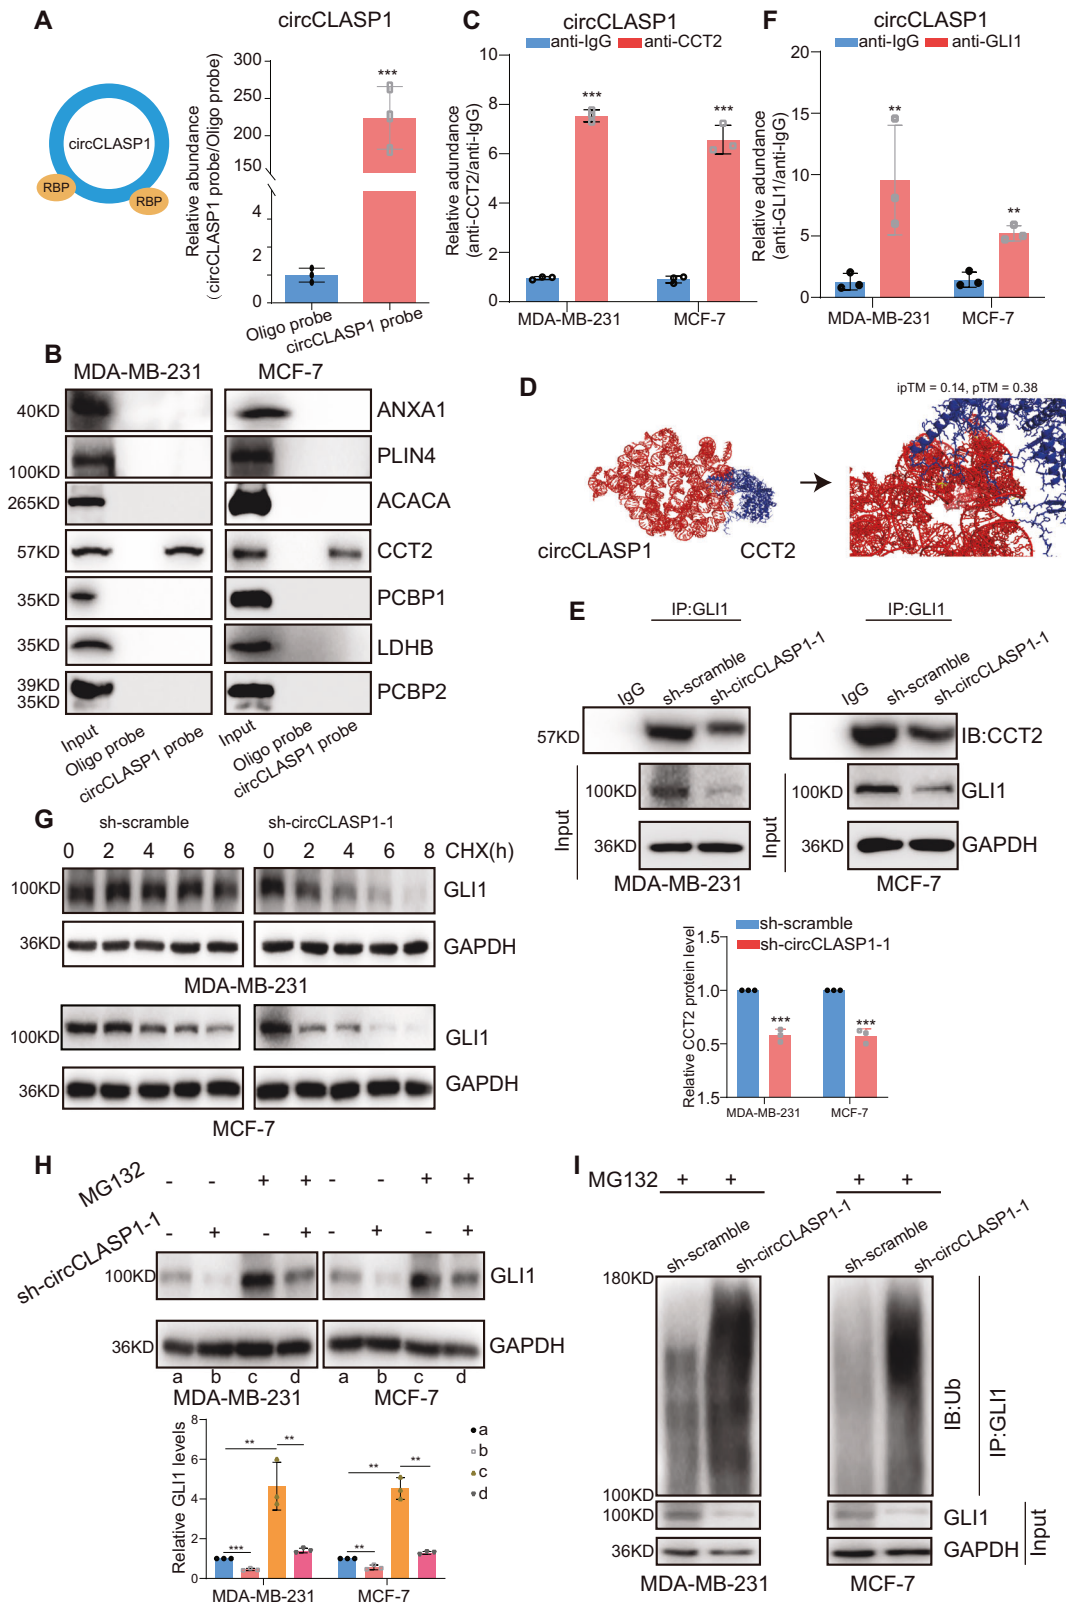 A
circCLASP1
circCLASP1
RBP
RBP
Relative abundance
(circCLASP1 probe/Oligo probe)
300
250
200
150
4
2
0
***
Oligo probe
circCLASP1 probe
C
circCLASP1
anti-IgG
anti-CCT2
Relative adundance
(anti-CCT2/anti-IgG)
10
8
6
4
2
0
***
***
MDA-MB-231
MCF-7
F
circCLASP1
anti-IgG
anti-GLI1
Relative adundance
(anti-GLI1/anti-IgG)
20
15
10
5
0
**
**
MDA-MB-231
MCF-7
B
MDA-MB-231
MCF-7
40KD
ANXA1
100KD
PLIN4
265KD
ACACA
57KD
CCT2
35KD
PCBP1
35KD
LDHB
39KD
35KD
PCBP2
Input
Oligo probe
circCLASP1 probe
Input
Oligo probe
circCLASP1 probe
D
ipTM = 0.14, pTM = 0.38
circCLASP1
CCT2
E
IP:GLI1
IP:GLI1
IgG
sh-scramble
sh-circCLASP1-1
IgG
sh-scramble
sh-circCLASP1-1
57KD
IB:CCT2
Input
100KD
Input
100KD
GLI1
36KD
36KD
GAPDH
MDA-MB-231
MCF-7
sh-scramble
sh-circCLASP1-1
Relative CCT2 protein level
1.5
1.0
0.5
1.5
***
***
MDA-MB-231
MCF-7
G
sh-scramble
sh-circCLASP1-1
0 2 4 6 8 0 2 4 6 8 CHX(h)
100KD
GLI1
36KD
GAPDH
MDA-MB-231
100KD
GLI1
36KD
GAPDH
MCF-7
H
MG132 - - + + - - + +
sh-circCLASP1-1 - + - + - + - +
100KD
GLI1
36KD
GAPDH
a b c d a b c d
MDA-MB-231
MCF-7
Relative GLI1 levels
8
6
4
2
0
***
**
**
**
**
**
a
b
c
d
MDA-MB-231
MCF-7
I
MG132 + + + +
sh-scramble
sh-circCLASP1-1
sh-scramble
sh-circCLASP1-1
180KD
100KD
IB:Ub
IP:GLI1
100KD
GLI1
36KD
GAPDH
Input
MDA-MB-231
MCF-7